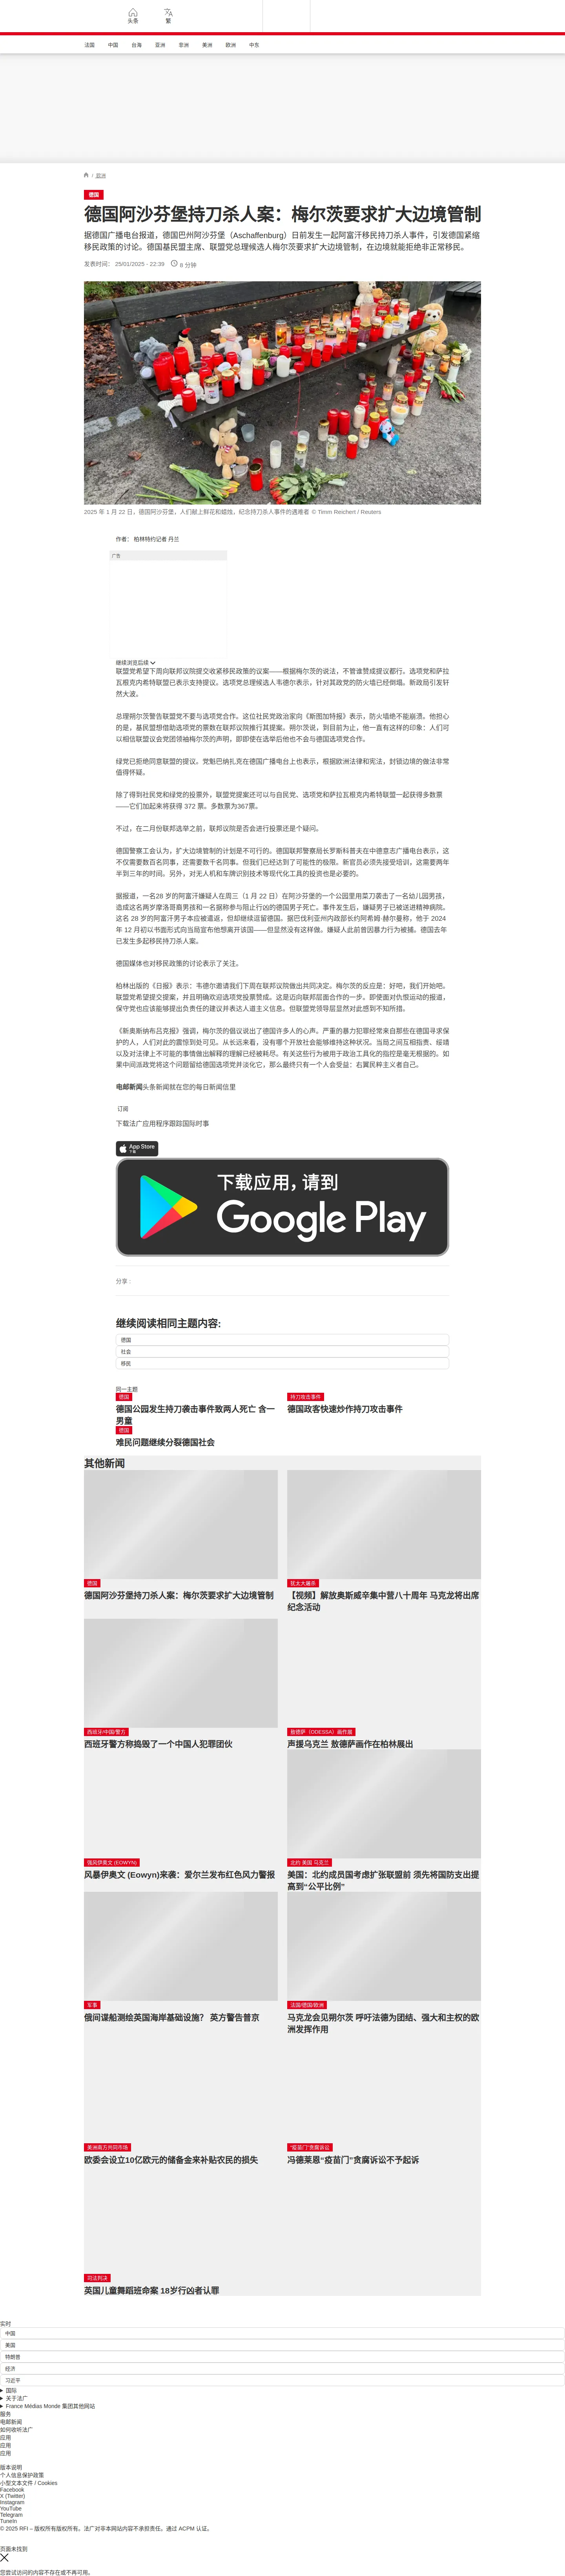 头条
繁
法国
中国
台海
亚洲
非洲
美洲
欧洲
中东
/ 欧洲
德国
德国阿沙芬堡持刀杀人案：梅尔茨要求扩大边境管制
据德国广播电台报道，德国巴州阿沙芬堡（Aschaffenburg）日前发生一起阿富汗移民持刀杀人事件，引发德国紧缩
移民政策的讨论。德国基民盟主席、联盟党总理候选人梅尔茨要求扩大边境管制，在边境就能拒绝非正常移民。
发表时间： 25/01/2025 - 22:39
8 分钟
2025 年 1 月 22 日，德国阿沙芬堡，人们献上鲜花和蜡烛，纪念持刀杀人事件的遇难者 © Timm Reichert / Reuters
作者： 柏林特约记者 丹兰
广告
继续浏览后续
联盟党希望下周向联邦议院提交收紧移民政策的议案——根据梅尔茨的说法，不管谁赞成提议都行。选项党和萨拉
瓦根克内希特联盟已表示支持提议。选项党总理候选人韦德尔表示，针对其政党的防火墙已经倒塌。新政局引发轩
然大波。
总理朔尔茨警告联盟党不要与选项党合作。这位社民党政治家向《斯图加特报》表示，防火墙绝不能崩溃。他担心
的是，基民盟想借助选项党的票数在联邦议院推行其提案。朔尔茨说，到目前为止，他一直有这样的印象：人们可
以相信联盟议会党团领袖梅尔茨的声明，即即使在选举后他也不会与德国选项党合作。
绿党已拒绝同意联盟的提议。党魁巴纳扎克在德国广播电台上也表示，根据欧洲法律和宪法，封锁边境的做法非常
值得怀疑。
除了得到社民党和绿党的投票外，联盟党提案还可以与自民党、选项党和萨拉瓦根克内希特联盟一起获得多数票
——它们加起来将获得 372 票。多数票为367票。
不过，在二月份联邦选举之前，联邦议院是否会进行投票还是个疑问。
德国警察工会认为，扩大边境管制的计划是不可行的。德国联邦警察局长罗斯科普夫在中德意志广播电台表示，这
不仅需要数百名同事，还需要数千名同事。但我们已经达到了可能性的极限。新官员必须先接受培训，这需要两年
半到三年的时间。另外，对无人机和车牌识别技术等现代化工具的投资也是必要的。
据报道，一名28 岁的阿富汗嫌疑人在周三（1 月 22 日）在阿沙芬堡的一个公园里用菜刀袭击了一名幼儿园男孩，
造成这名两岁摩洛哥裔男孩和一名据称参与阻止行凶的德国男子死亡。事件发生后，嫌疑男子已被送进精神病院。
这名 28 岁的阿富汗男子本应被遣返，但却继续逗留德国。据巴伐利亚州内政部长约阿希姆·赫尔曼称，他于 2024
年 12 月初以书面形式向当局宣布他想离开该国——但显然没有这样做。嫌疑人此前曾因暴力行为被捕。德国去年
已发生多起移民持刀杀人案。
德国媒体也对移民政策的讨论表示了关注。
柏林出版的《日报》表示：韦德尔邀请我们下周在联邦议院做出共同决定。梅尔茨的反应是：好吧，我们开始吧。
联盟党希望提交提案，并且明确欢迎选项党投票赞成。这是迈向联邦层面合作的一步。即使面对仇恨运动的报道，
保守党也应该能够提出负责任的建议并表达人道主义信息。但联盟党领导层显然对此感到不知所措。
《新奥斯纳布吕克报》强调，梅尔茨的倡议说出了德国许多人的心声。严重的暴力犯罪经常来自那些在德国寻求保
护的人，人们对此的震惊到处可见。从长远来看，没有哪个开放社会能够维持这种状况。当局之间互相指责、绥靖
以及对法律上不可能的事情做出解释的理解已经被耗尽。有关这些行为被用于政治工具化的指控是毫无根据的。如
果中间派政党将这个问题留给德国选项党并淡化它，那么最终只有一个人会受益：右翼民粹主义者自己。
电邮新闻头条新闻就在您的每日新闻信里
订阅
下载法广应用程序跟踪国际时事
App Store
下载
下载应用，请到
Google Play
分享 :
继续阅读相同主题内容:
德国
社会
移民
同一主题
德国
德国公园发生持刀袭击事件致两人死亡 含一
男童
持刀攻击事件
德国政客快速炒作持刀攻击事件
德国
难民问题继续分裂德国社会
其他新闻
德国
德国阿沙芬堡持刀杀人案：梅尔茨要求扩大边境管制
犹太大屠杀
【视频】解放奥斯威辛集中营八十周年 马克龙将出席
纪念活动
西班牙/中国/警方
西班牙警方称捣毁了一个中国人犯罪团伙
敖德萨（ODESSA）画作展
声援乌克兰 敖德萨画作在柏林展出
强风伊奥文 (EOWYN)
风暴伊奥文 (Eowyn)来袭：爱尔兰发布红色风力警报
北约 美国 乌克兰
美国：北约成员国考虑扩张联盟前 须先将国防支出提
高到“公平比例”
军事
俄间谍船测绘英国海岸基础设施？ 英方警告普京
法国/德国/欧洲
马克龙会见朔尔茨 呼吁法德为团结、强大和主权的欧
洲发挥作用
美洲南方共同市场
欧委会设立10亿欧元的储备金来补贴农民的损失
“疫苗门”贪腐诉讼
冯德莱恩“疫苗门”贪腐诉讼不予起诉
司法判决
英国儿童舞蹈班命案 18岁行凶者认罪
实时
中国
美国
特朗普
经济
习近平
国际
关于法广
France Médias Monde 集团其他网站
服务
电邮新闻
如何收听法广
应用
应用
应用
版本说明
个人信息保护政策
小型文本文件 / Cookies
Facebook
X (Twitter)
Instagram
YouTube
Telegram
TuneIn
© 2025 RFI – 版权所有版权所有。法广对非本网站内容不承担责任。通过 ACPM 认证。
页面未找到
您尝试访问的内容不存在或不再可用。